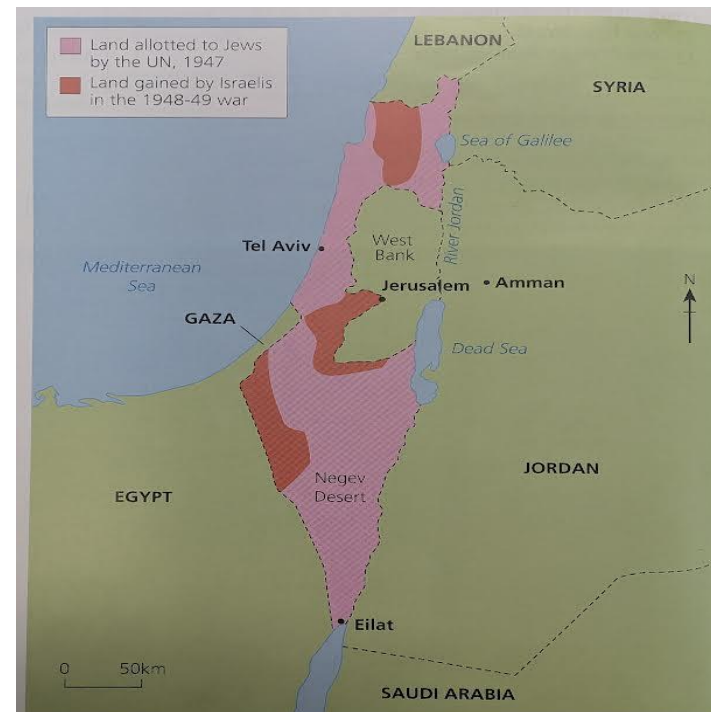 Land allotted to Jews
by the UN, 1947
Land gained by Israelis
in the 1948-49 war
LEBANON
SYRIA
Sea of Galilee
River Jordan
West
Bank
Tel Aviv
Mediterranean
Sea
Jerusalem
Amman
N
GAZA
Dead Sea
JORDAN
Negev
Desert
EGYPT
Eilat
0 50km
SAUDI ARABIA